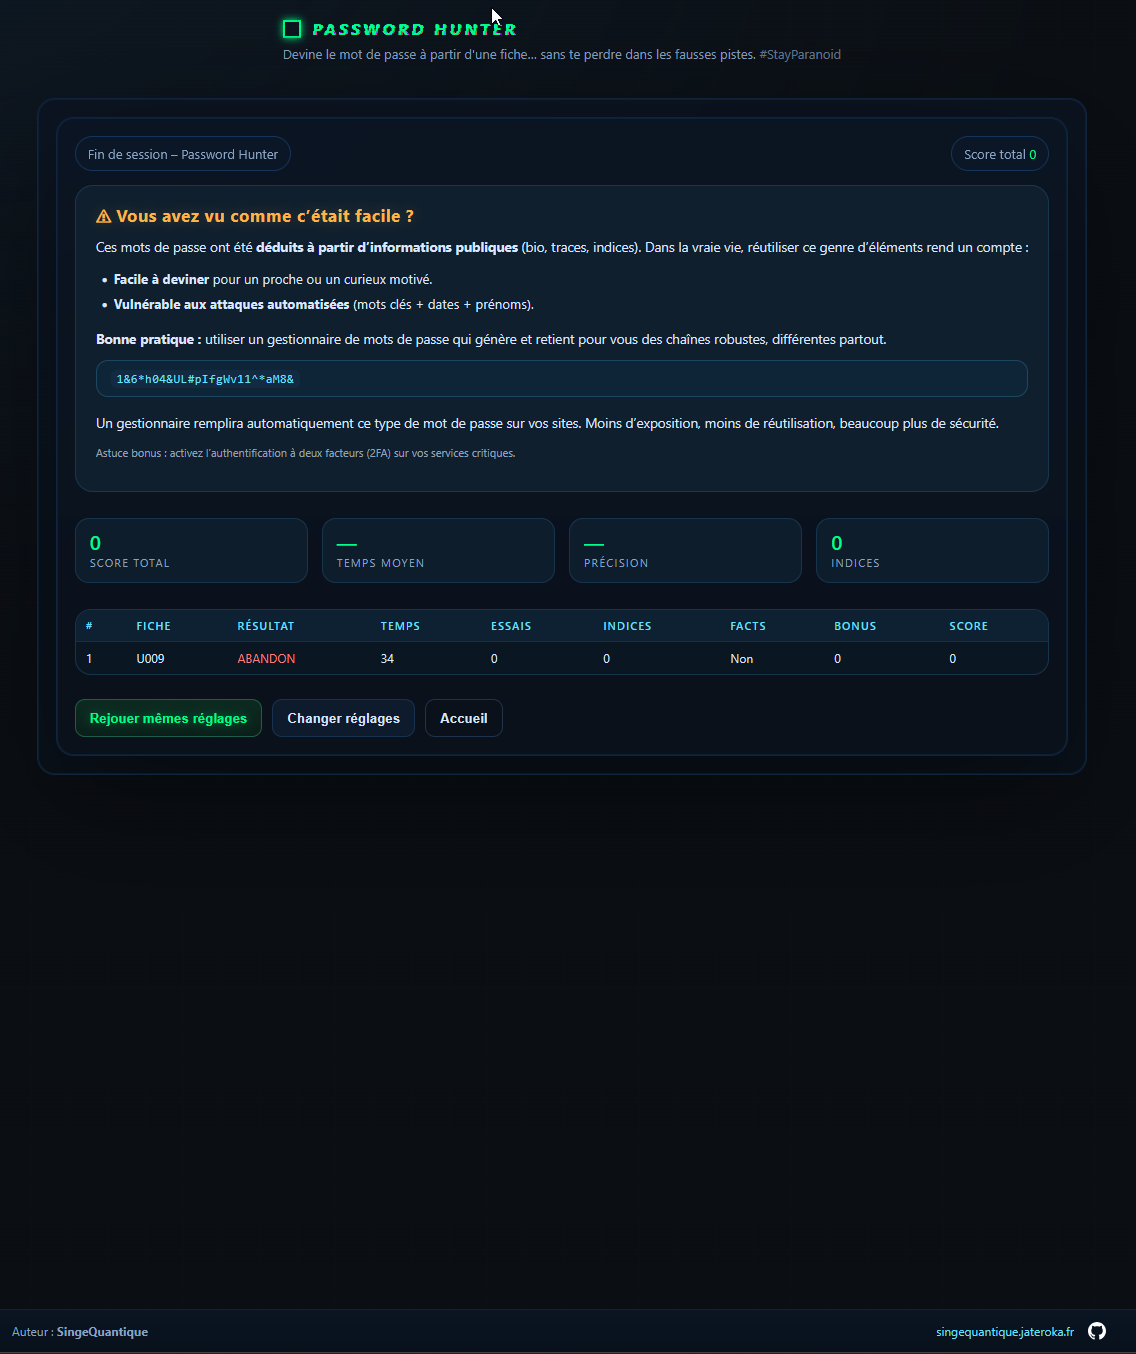 PASSWORD HUNTER
Devine le mot de passe à partir d'une fiche... sans te perdre dans les fausses pistes. #StayParanoid
Fin de session – Password Hunter
Score total 0
⚠ Vous avez vu comme c’était facile ?
Ces mots de passe ont été déduits à partir d’informations publiques (bio, traces, indices). Dans la vraie vie, réutiliser ce genre d’éléments rend un compte :
• Facile à deviner pour un proche ou un curieux motivé.
• Vulnérable aux attaques automatisées (mots clés + dates + prénoms).
Bonne pratique : utiliser un gestionnaire de mots de passe qui génère et retient pour vous des chaînes robustes, différentes partout.
1&6*h04&UL#pIfgWv11^*aM8&
Un gestionnaire remplira automatiquement ce type de mot de passe sur vos sites. Moins d’exposition, moins de réutilisation, beaucoup plus de sécurité.
Astuce bonus : activez l’authentification à deux facteurs (2FA) sur vos services critiques.
0 — — 0
SCORE TOTAL TEMPS MOYEN PRÉCISION INDICES
# FICHE RÉSULTAT TEMPS ESSAIS INDICES FACTS BONUS SCORE
1 U009 ABANDON 34 0 0 Non 0 0
Rejouer mêmes réglages Changer réglages Accueil
Auteur : SingeQuantique singequantique.jateroka.fr